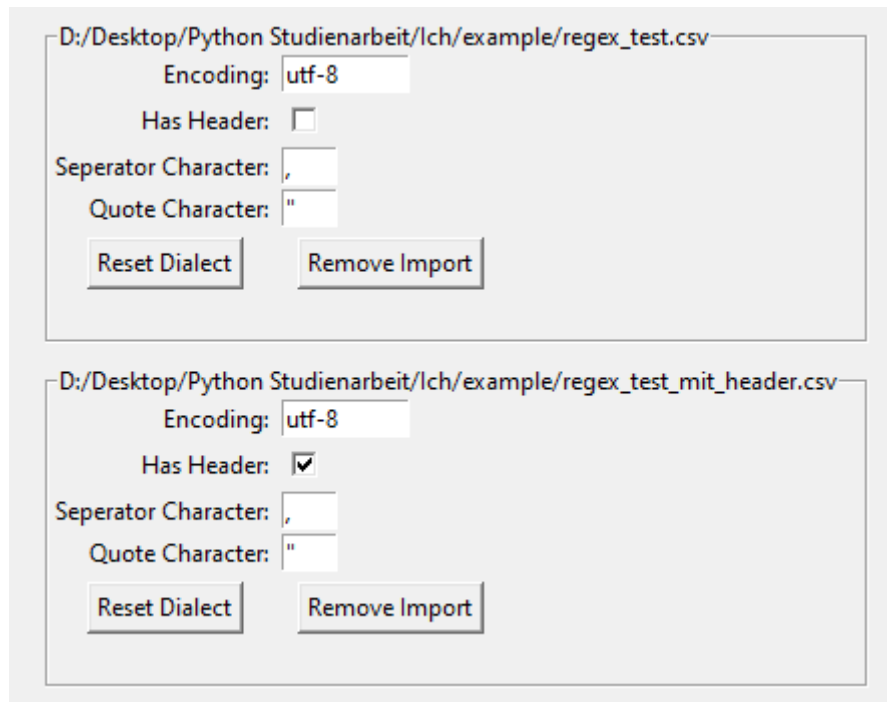 D:/Desktop/Python Studienarbeit/Ich/example/regex_test.csv
Encoding: utf-8
Has Header:
Seperator Character: ,
Quote Character: "
Reset Dialect Remove Import
D:/Desktop/Python Studienarbeit/Ich/example/regex_test_mit_header.csv
Encoding: utf-8
Has Header:
Seperator Character: ,
Quote Character: "
Reset Dialect Remove Import